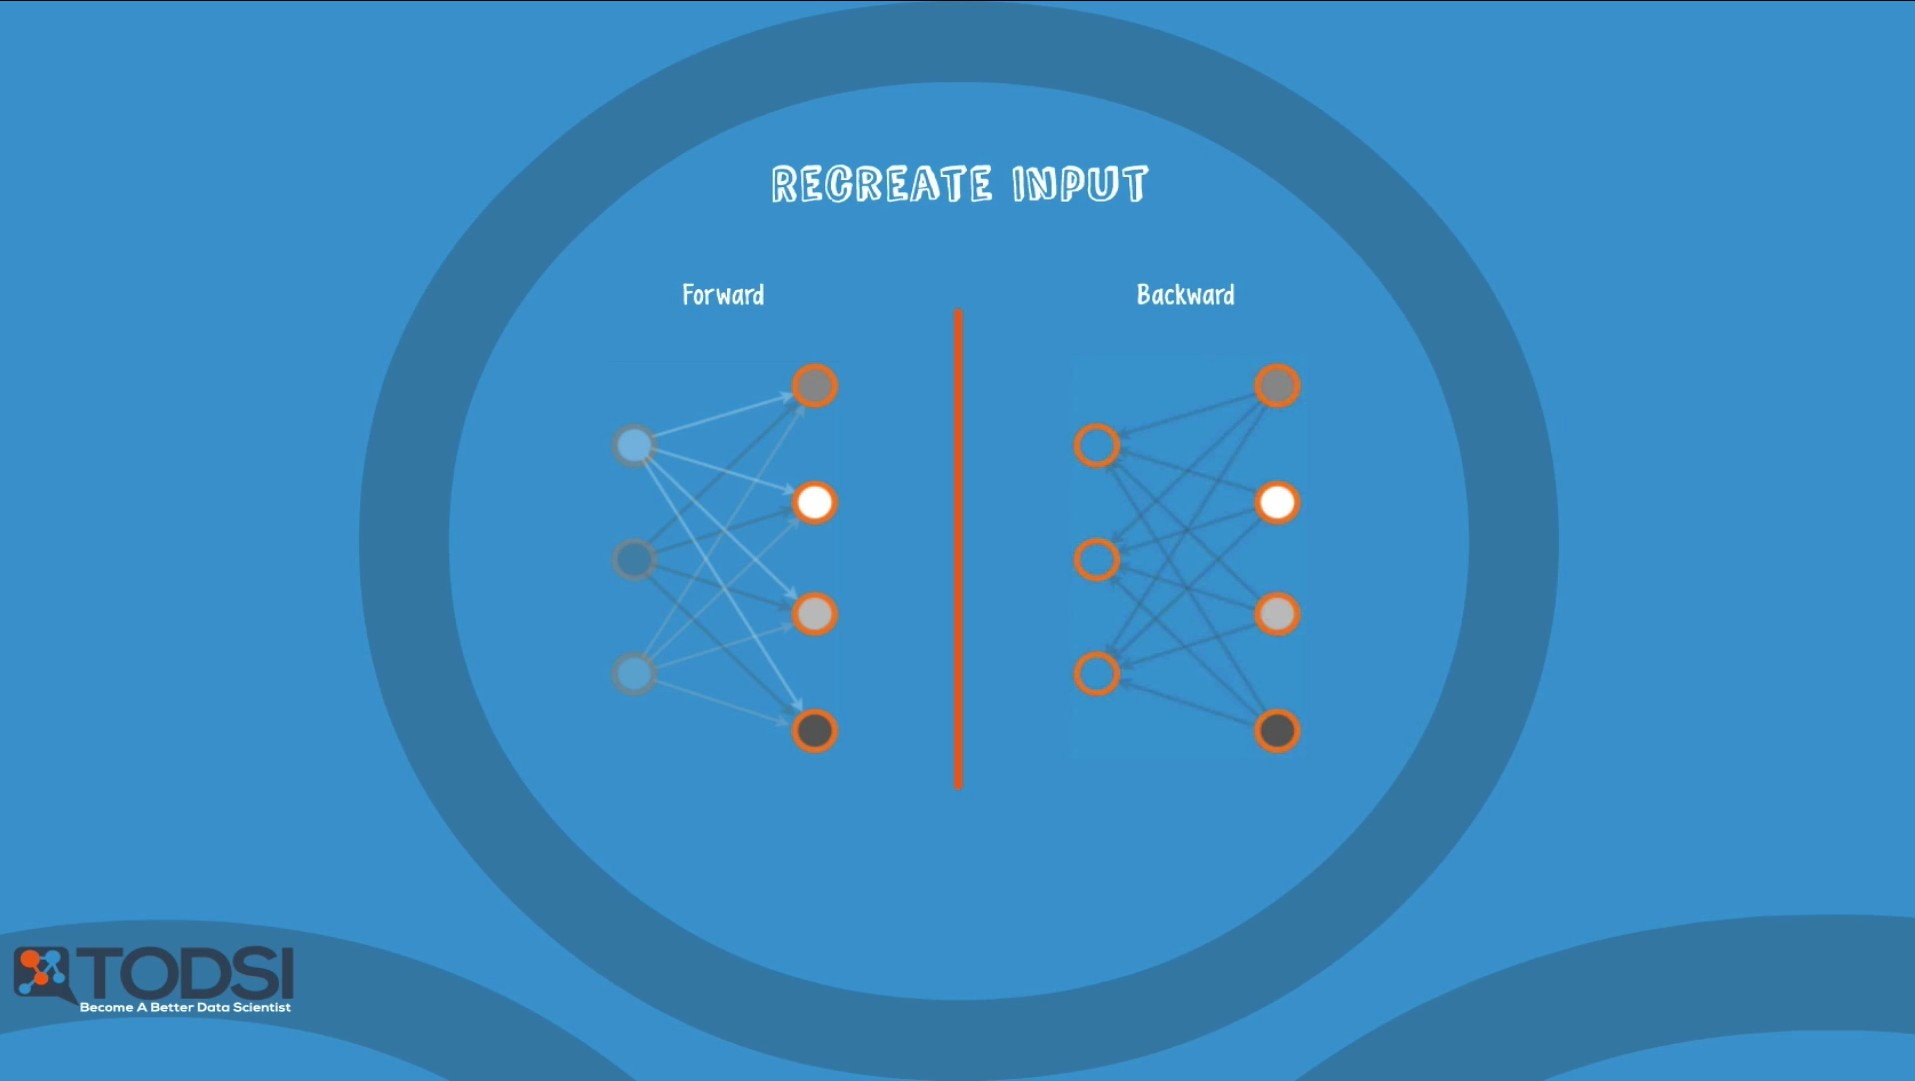 RECREATE INPUT
Forward
Backward
TODSI
Become A Better Data Scientist